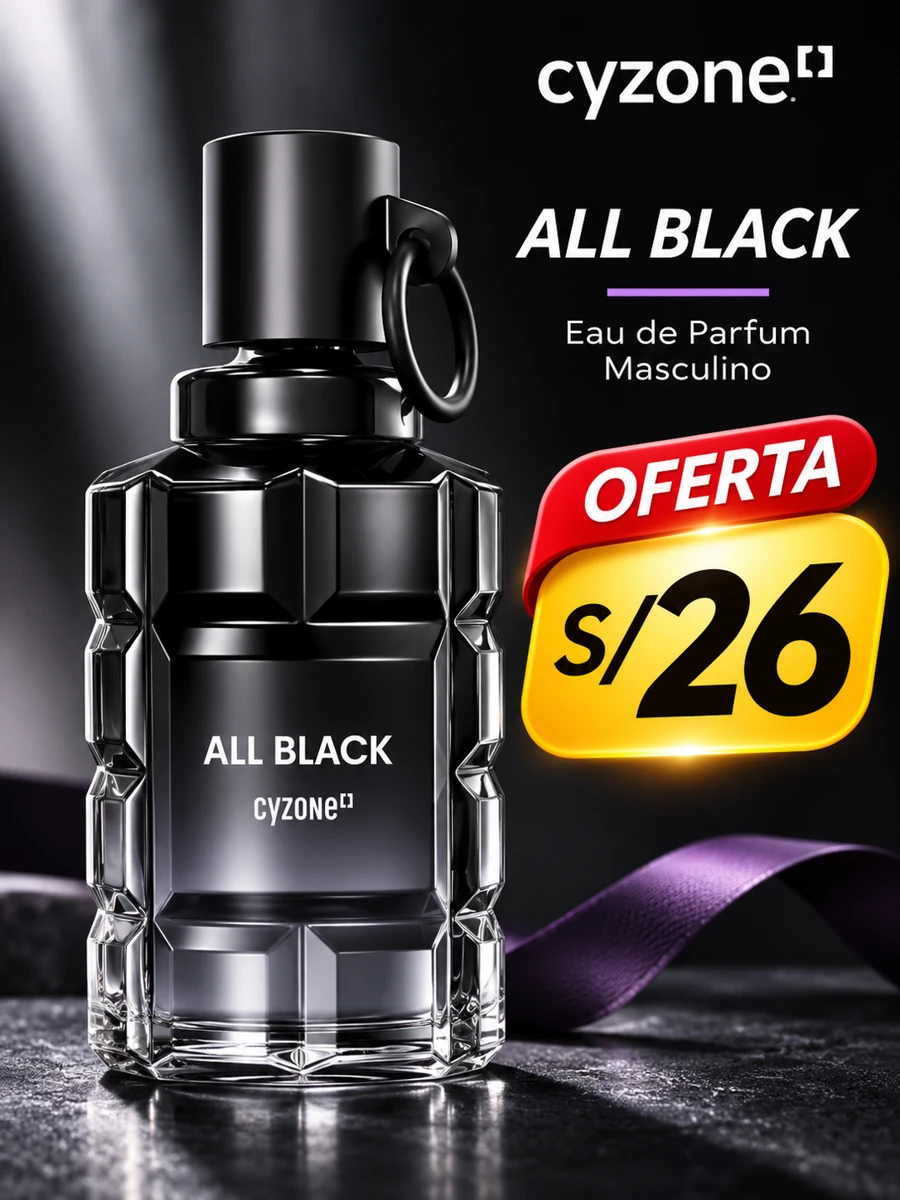 cyzone
ALL BLACK
Eau de Parfum
Masculino
OFERTA
S/26
ALL BLACK
cyzone